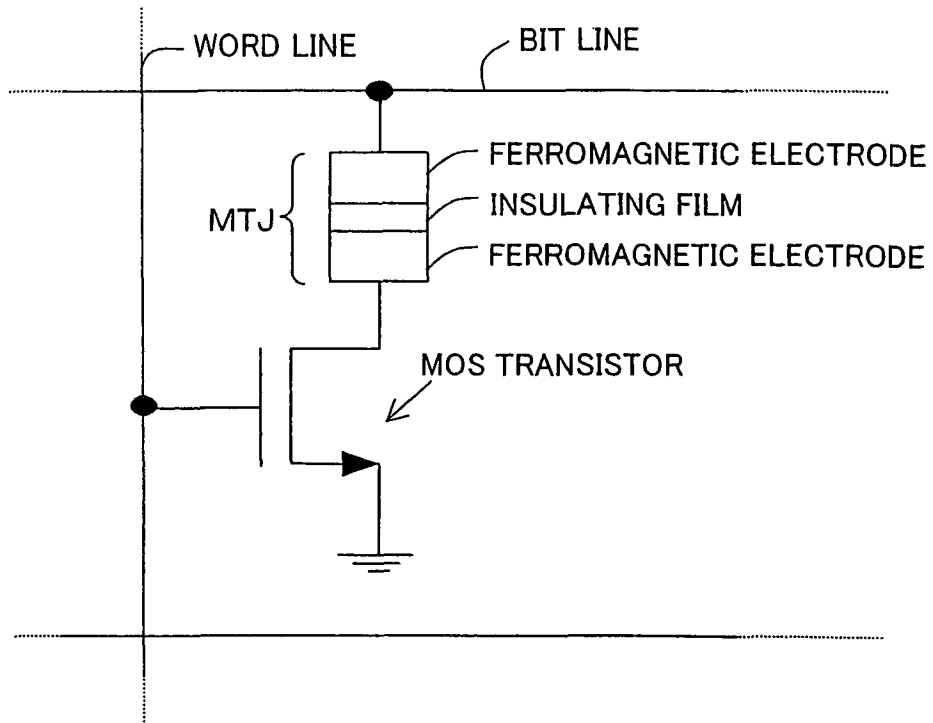 WORD LINE
BIT LINE
FERROMAGNETIC ELECTRODE
INSULATING FILM
MTJ
FERROMAGNETIC ELECTRODE
MOS TRANSISTOR